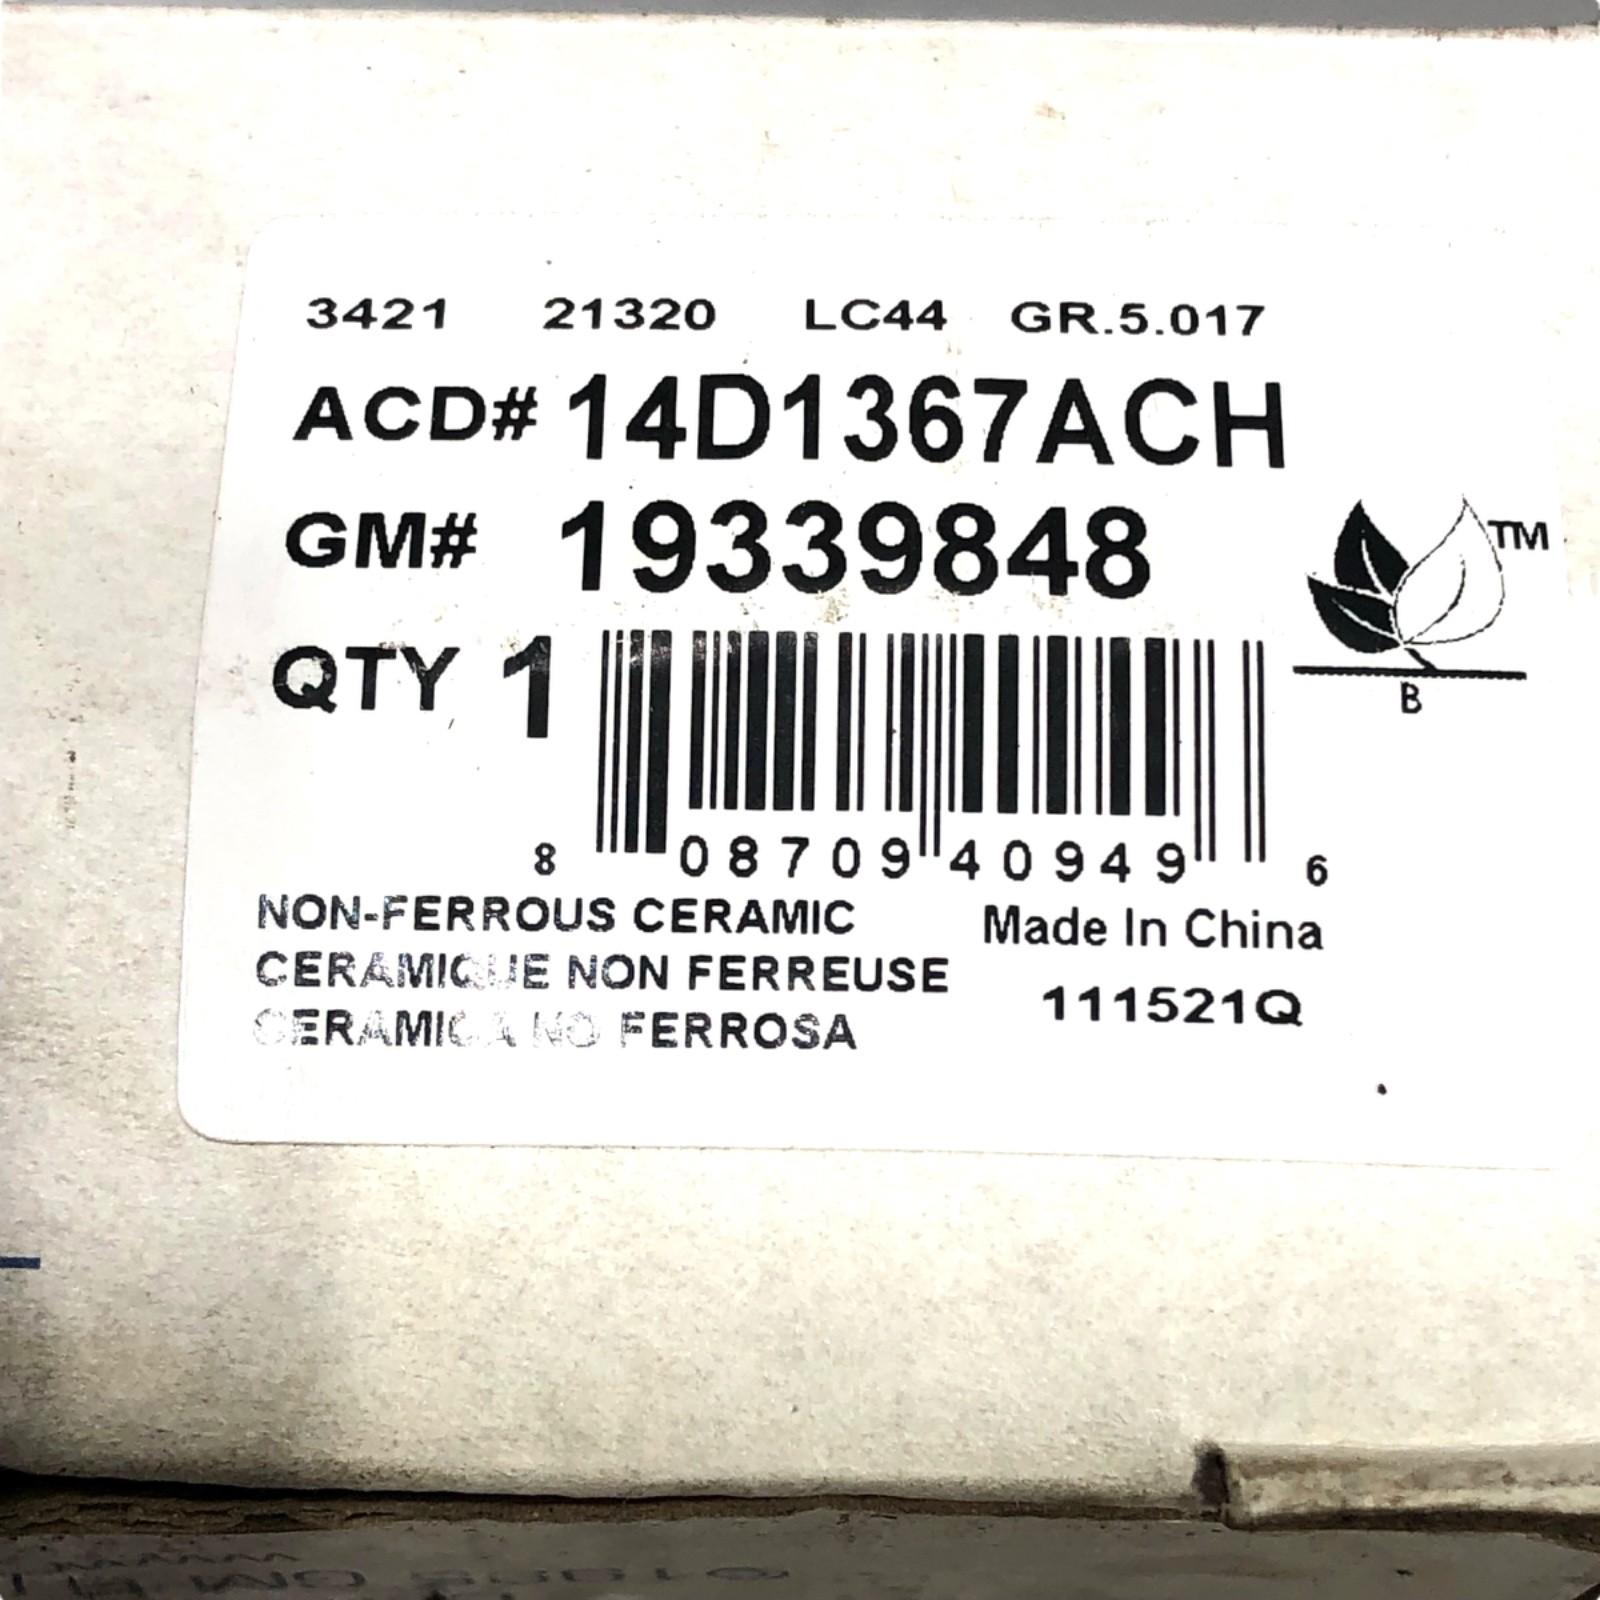 3421 21320 LC44 GR.5.017
ACD# 14D1367ACH
GM# 19339848
TM
QTY 1
B
8 08709 40949 6
NON-FERROUS CERAMIC
Made In China
CERAMIQUE NON FERREUSE
111521Q
CERAMICA NO FERROSA